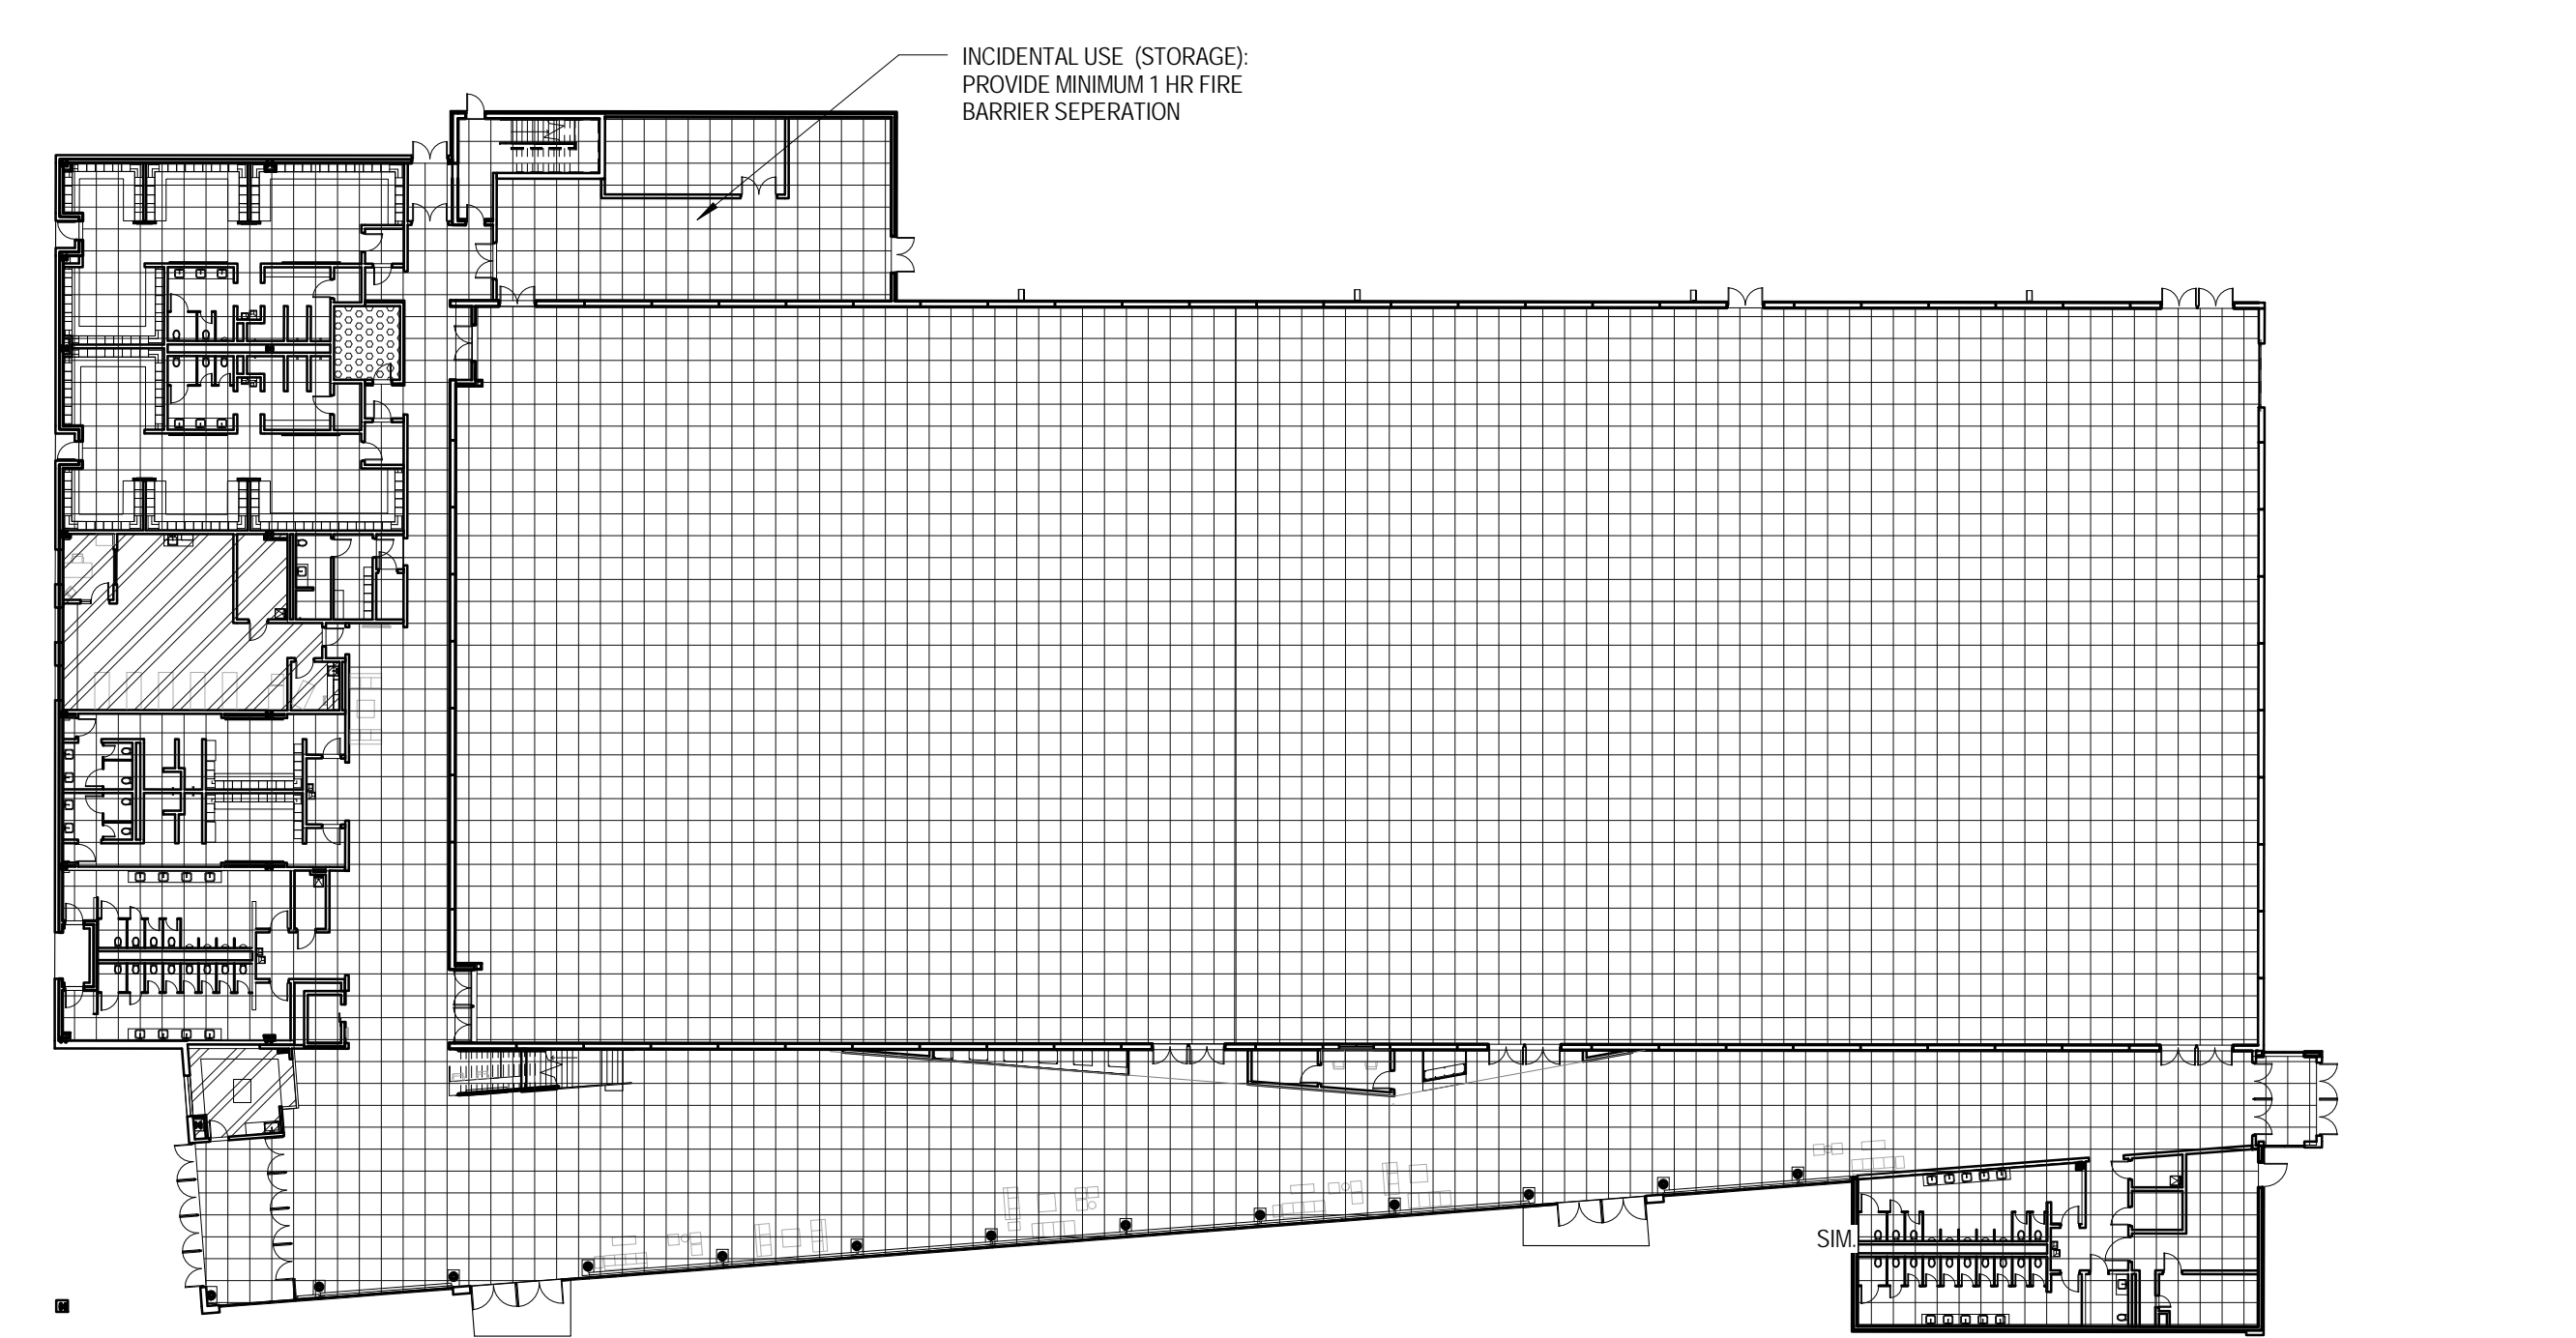 INCIDENTAL USE (STORAGE):
PROVIDE MINIMUM 1 HR FIRE
BARRIER SEPERATION
SIM.